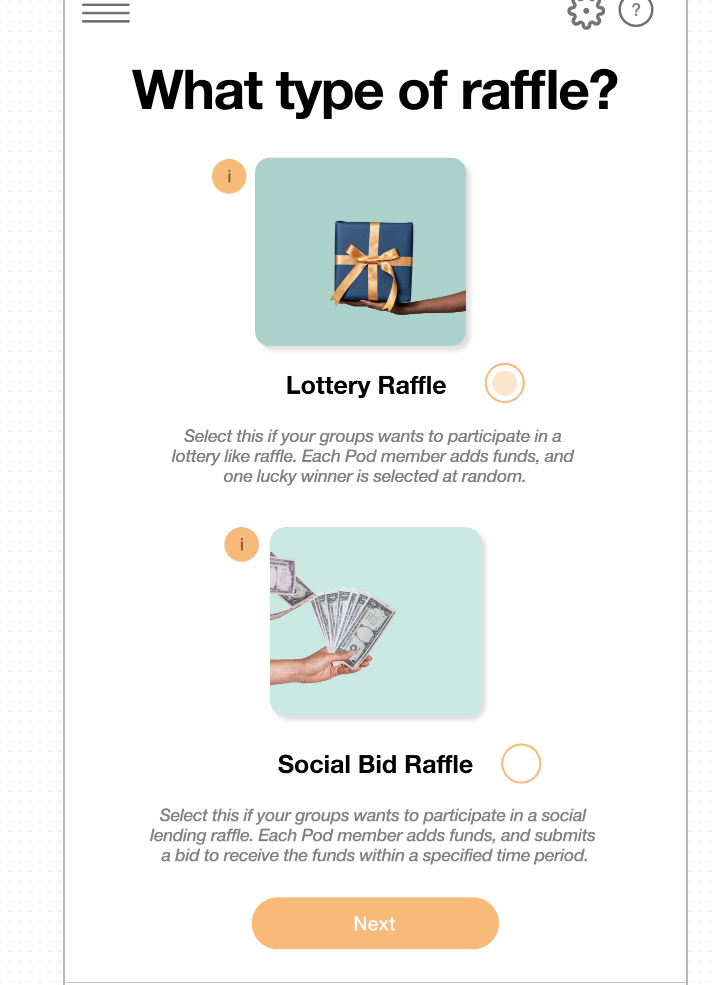 ?
What type of raffle?
i
Lottery Raffle
Select this if your groups wants to participate in a
lottery like raffle. Each Pod member adds funds, and
one lucky winner is selected at random.
i
Social Bid Raffle
Select this if your groups wants to participate in a social
lending raffle. Each Pod member adds funds, and submits
a bid to receive the funds within a specified time period.
Next